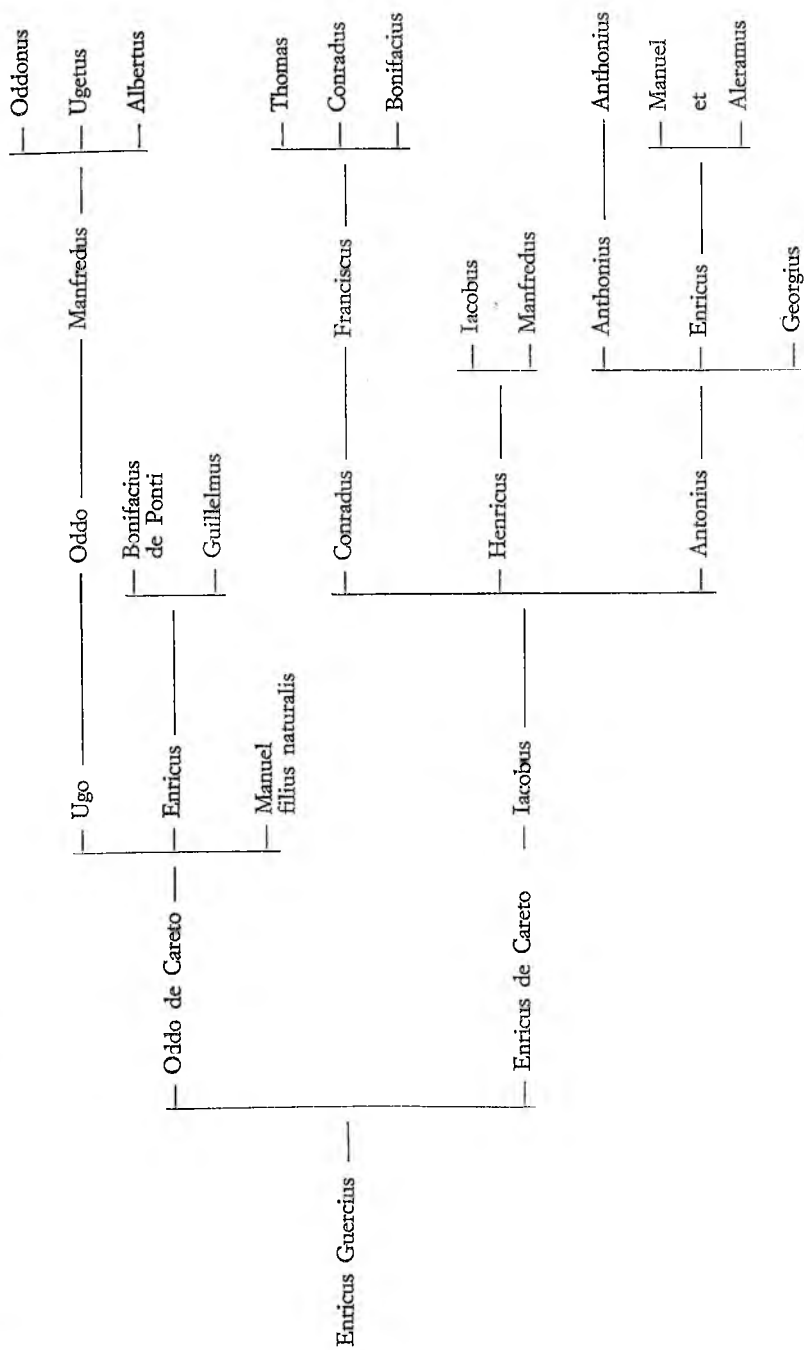 Enricus Guercius
Oddo de Careto
Ugo
Oddo
Manfredus
Oddonus
Ugetus
Albertus
Enricus
Bonifacius
de Ponti
Guillelmus
Manuel
filius naturalis
Enricus de Careto
Iacobus
Conradus
Franciscus
Thomas
Conradus
Bonifacius
Henricus
Iacobus
Manfredus
Antonius
Anthonius
Anthonius
Enricus
Manuel
et
Aleramus
Georgius